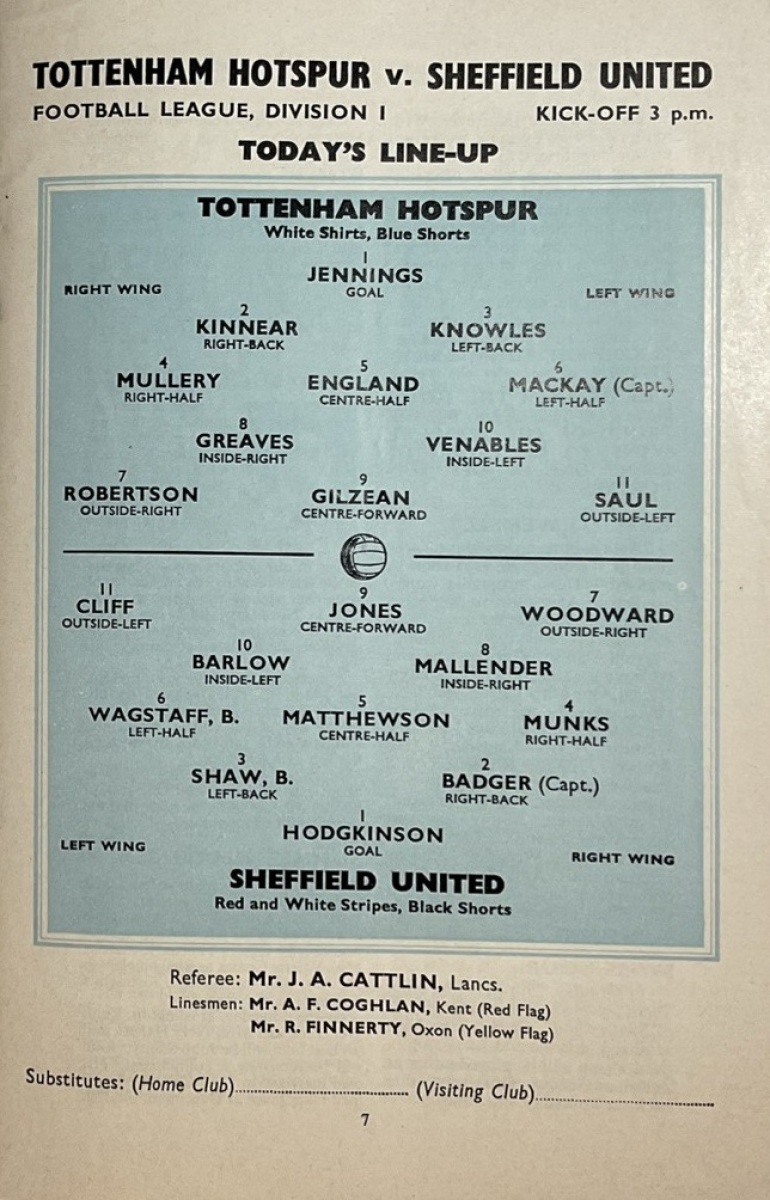 TOTTENHAM HOTSPUR v. SHEFFIELD UNITED
FOOTBALL LEAGUE, DIVISION I KICK-OFF 3 p.m.
TODAY'S LINE-UP
TOTTENHAM HOTSPUR
White Shirts, Blue Shorts
1
JENNINGS
GOAL
RIGHT WING LEFT WING
2 3
KINNEAR KNOWLES
RIGHT-BACK LEFT-BACK
4 5 6
MULLERY ENGLAND MACKAY (Capt.)
RIGHT-HALF CENTRE-HALF LEFT-HALF
8 10
GREAVES VENABLES
INSIDE-RIGHT INSIDE-LEFT
7 9 11
ROBERTSON GILZEAN SAUL
OUTSIDE-RIGHT CENTRE-FORWARD OUTSIDE-LEFT
11 9 7
CLIFF JONES WOODWARD
OUTSIDE-LEFT CENTRE-FORWARD OUTSIDE-RIGHT
10 8
BARLOW MALLENDER
INSIDE-LEFT INSIDE-RIGHT
6 5 4
WAGSTAFF, B. MATTHEWSON MUNKS
LEFT-HALF CENTRE-HALF RIGHT-HALF
3 2
SHAW, B. BADGER (Capt.)
LEFT-BACK RIGHT-BACK
1
HODGKINSON
GOAL
LEFT WING RIGHT WING
SHEFFIELD UNITED
Red and White Stripes, Black Shorts
Referee: Mr. J. A. CATTLIN, Lancs.
Linesmen: Mr. A. F. COGHLAN, Kent (Red Flag)
Mr. R. FINNERTY, Oxon (Yellow Flag)
Substitutes: (Home Club)........................................ (Visiting Club)........................................
7